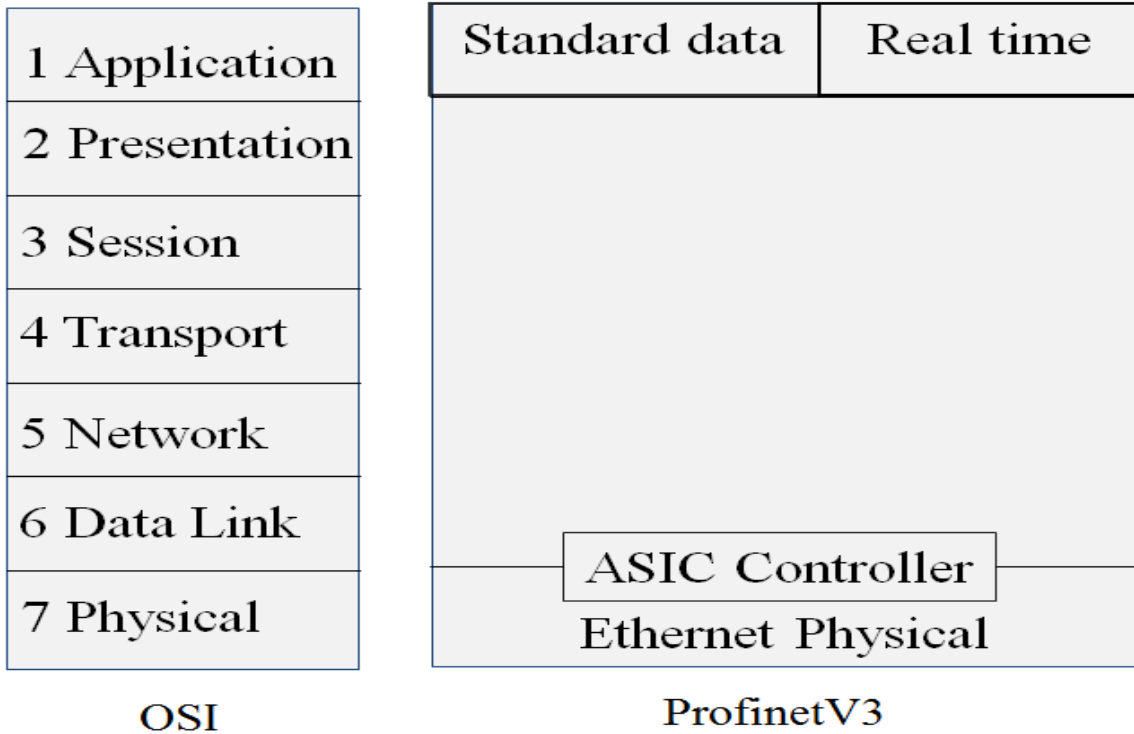 1 Application
2 Presentation
3 Session
4 Transport
5 Network
6 Data Link
7 Physical
OSI
Standard data
Real time
ASIC Controller
Ethernet Physical
ProfinetV3